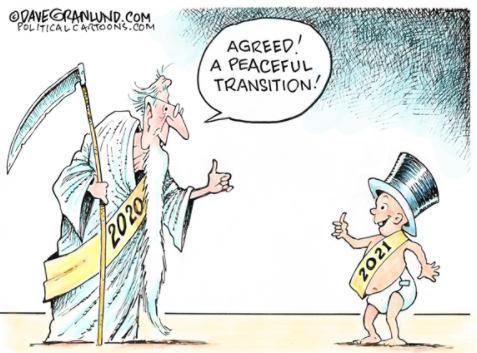 ©DAVEGRANLUND.COM
POLITICALCARTOONS.COM
AGREED!
A PEACEFUL
TRANSITION!
2020
2021